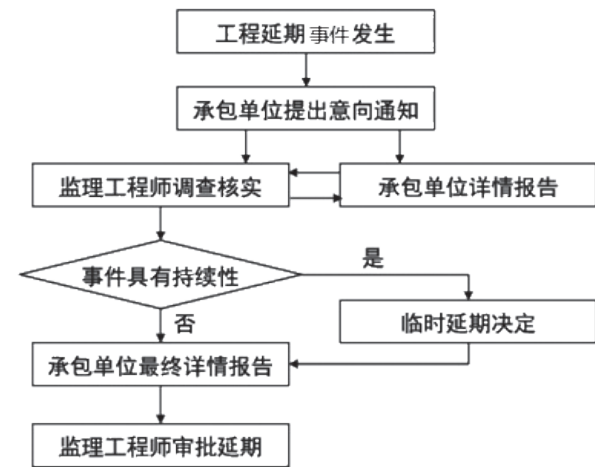 工程延期事件发生
承包单位提出意向通知
监理工程师调查核实
承包单位详情报告
事件具有持续性
是
否
临时延期决定
承包单位最终详情报告
监理工程师审批延期